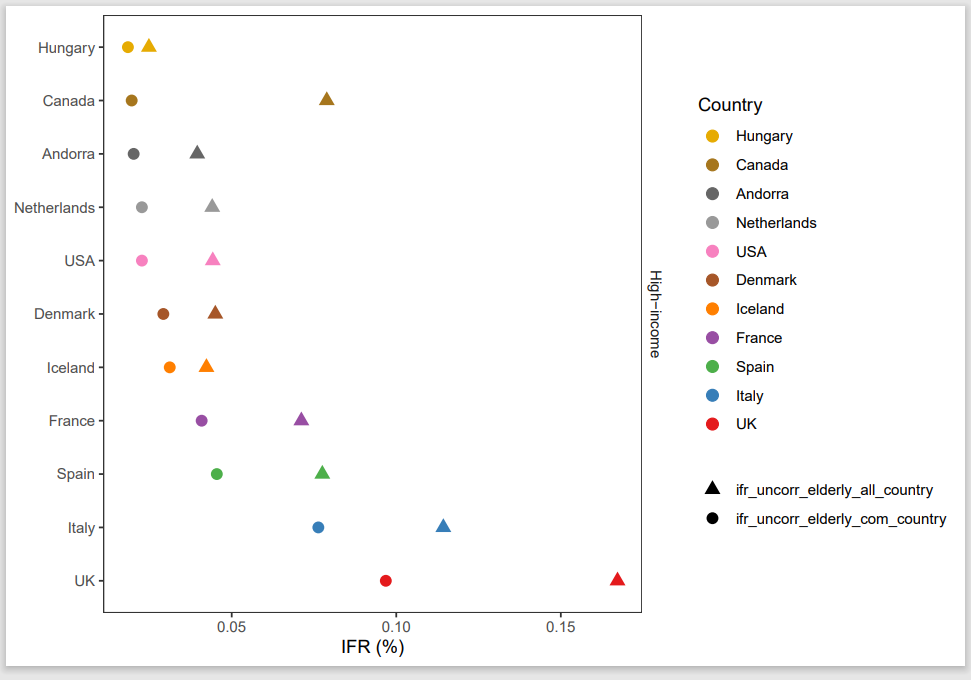 Hungary
Canada
Andorra
Netherlands
USA
Denmark
Iceland
France
Spain
Italy
UK
0.05 0.10 0.15
IFR (%)
High−income
Country
Hungary
Canada
Andorra
Netherlands
USA
Denmark
Iceland
France
Spain
Italy
UK
ifr_uncorr_elderly_all_country
ifr_uncorr_elderly_com_country